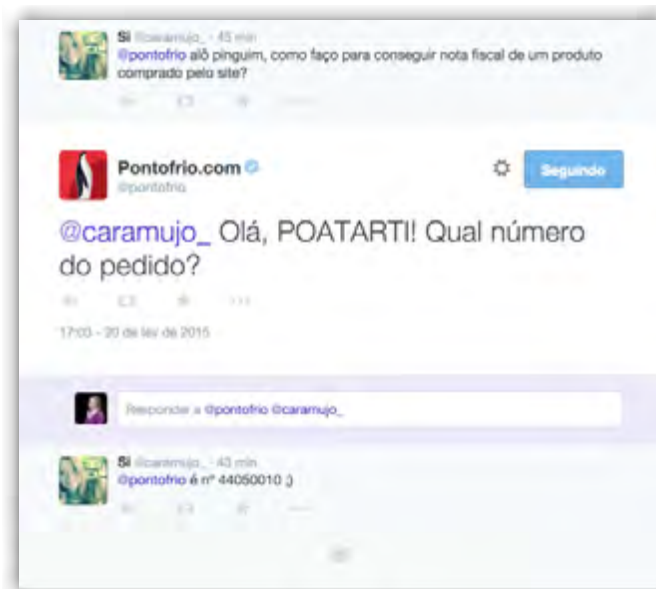 Si @caramujo_ · 45 min
@pontofrio alô pinguim, como faço para conseguir nota fiscal de um produto
comprado pelo site?
Pontofrio.com
@pontofrio
Seguindo
@caramujo_ Olá, POATARTI! Qual número
do pedido?
17:03 - 20 de fev de 2015
Responder a @pontofrio @caramujo_
Si @caramujo_ · 43 min
@pontofrio é nº 44050010 ;)